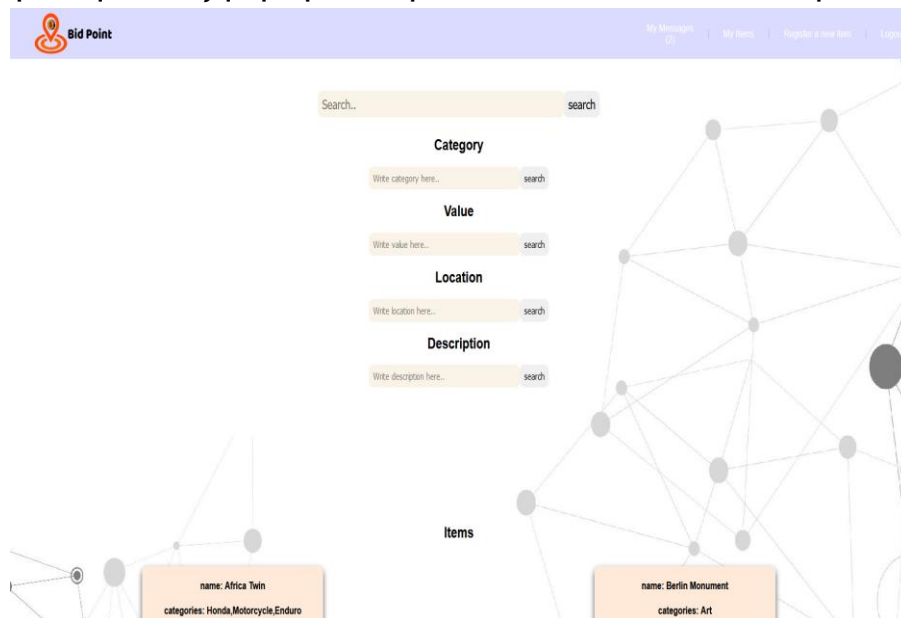 Bid Point
My Messages
(2)
My Items
Register a new item
Logout
Search..
search
Category
Write category here..
search
Value
Write value here..
search
Location
Write location here..
search
Description
Write description here..
search
Items
name: Africa Twin
categories: Honda,Motorcycle,Enduro
name: Berlin Monument
categories: Art